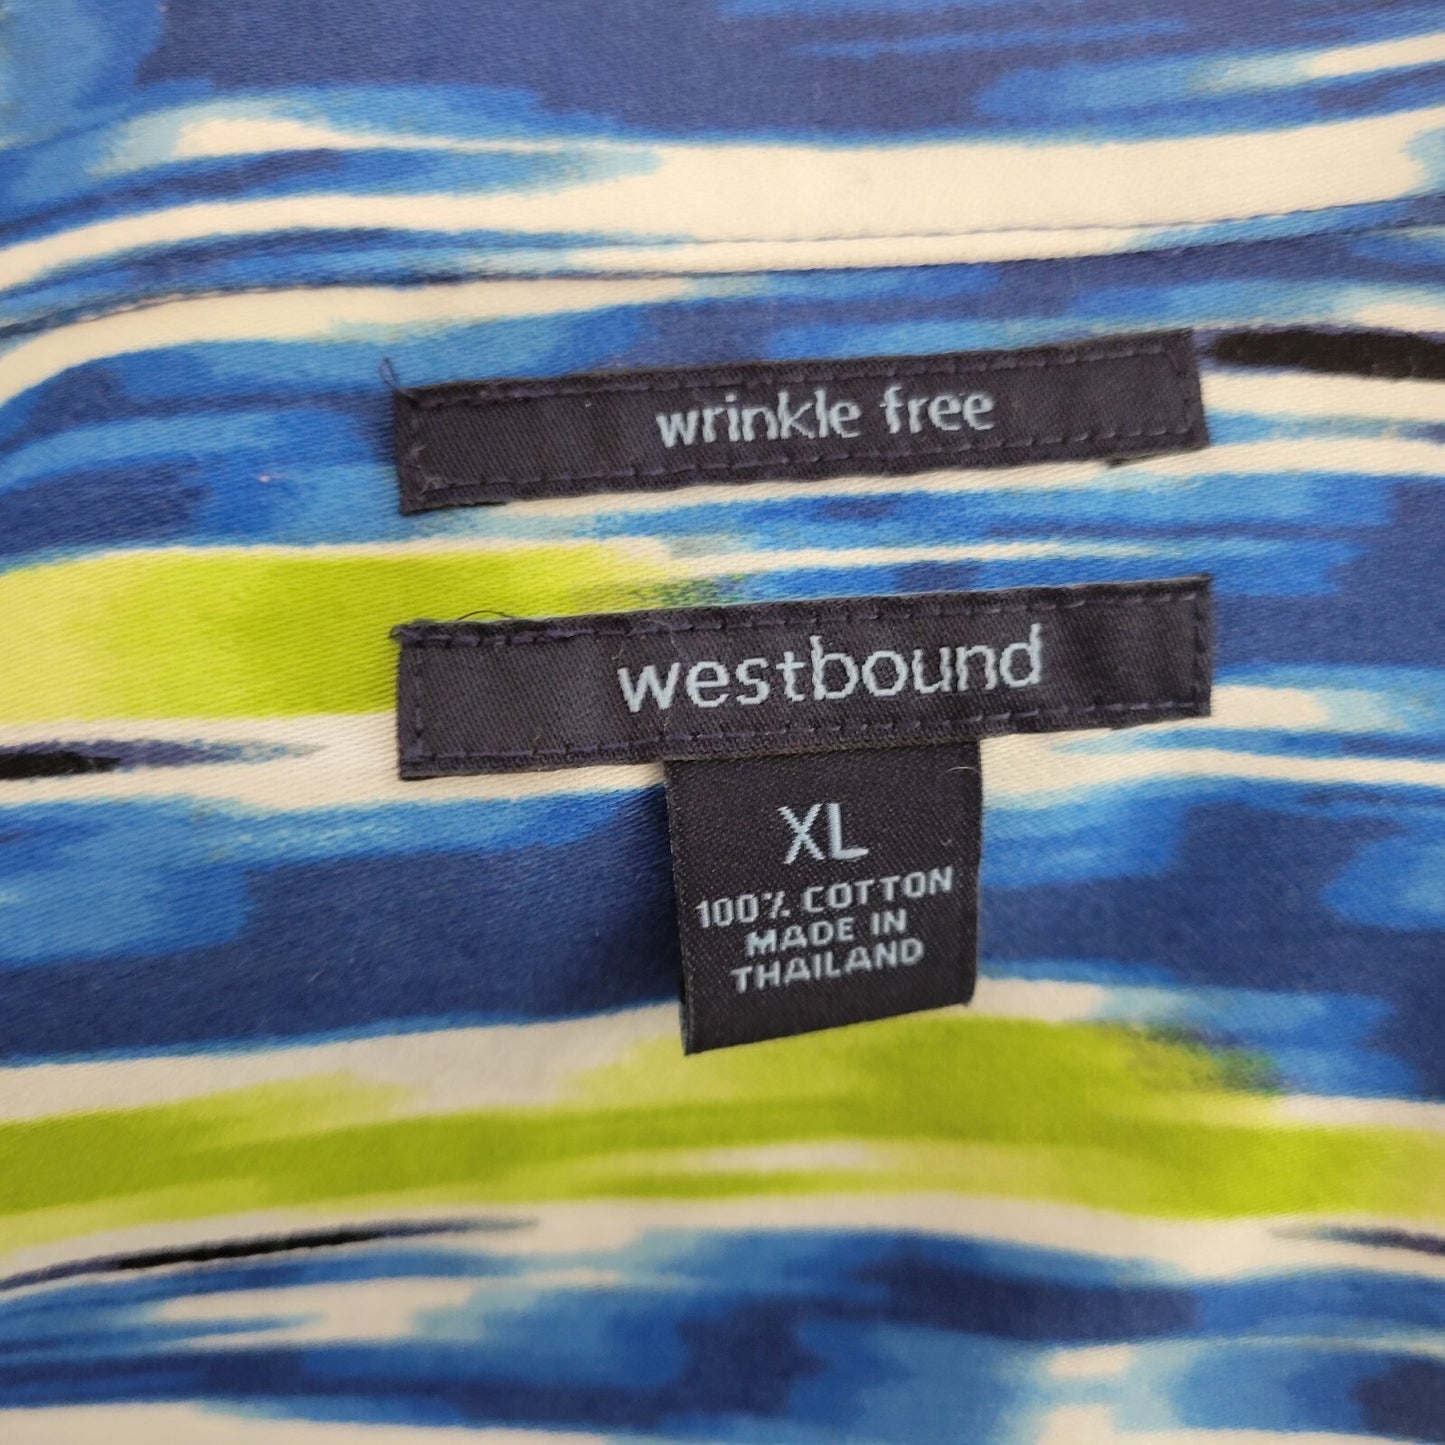 wrinkle free
westbound
XL
100% COTTON
MADE IN
THAILAND